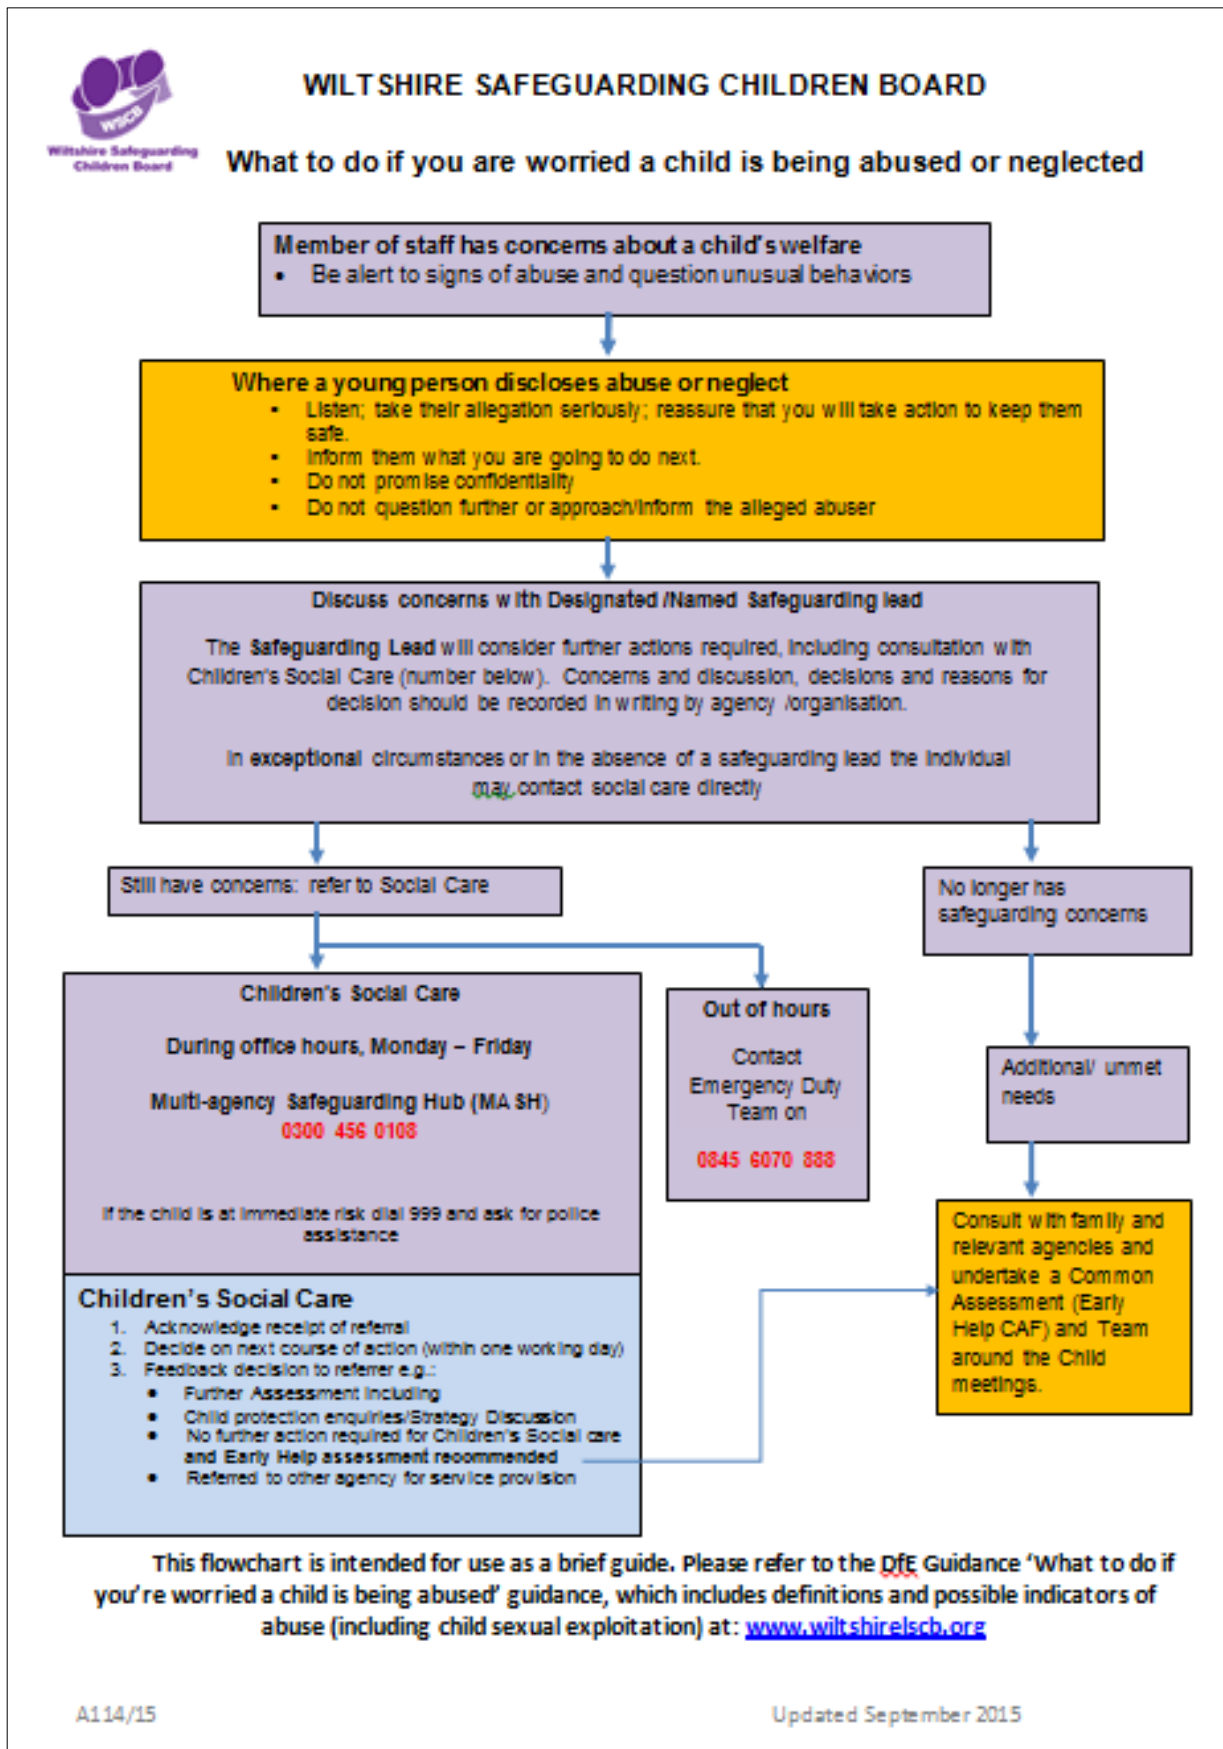 WSCB
Wiltshire Safeguarding
Children Board
WILTSHIRE SAFEGUARDING CHILDREN BOARD
What to do if you are worried a child is being abused or neglected
Member of staff has concerns about a child's welfare
• Be alert to signs of abuse and question unusual behaviors
Where a young person discloses abuse or neglect
▪ Listen; take their allegation seriously; reassure that you will take action to keep them
safe.
▪ Inform them what you are going to do next.
▪ Do not promise confidentiality
▪ Do not question further or approach/inform the alleged abuser
Discuss concerns with Designated /Named Safeguarding lead
The Safeguarding Lead will consider further actions required, including consultation with
Children's Social Care (number below). Concerns and discussion, decisions and reasons for
decision should be recorded in writing by agency /organisation.
In exceptional circumstances or in the absence of a safeguarding lead the individual
may contact social care directly
Still have concerns: refer to Social Care
No longer has
safeguarding concerns
Children's Social Care
During office hours, Monday – Friday
Multi-agency Safeguarding Hub (MASH)
0300 456 0108
If the child is at immediate risk dial 999 and ask for police
assistance
Out of hours
Contact
Emergency Duty
Team on
0845 6070 888
Additional/ unmet
needs
Consult with family and
relevant agencies and
undertake a Common
Assessment (Early
Help CAF) and Team
around the Child
meetings.
Children's Social Care
1. Acknowledge receipt of referral
2. Decide on next course of action (within one working day)
3. Feedback decision to referrer e.g.:
• Further Assessment including
• Child protection enquiries/Strategy Discussion
• No further action required for Children's Social care
and Early Help assessment recommended
• Referred to other agency for service provision
This flowchart is intended for use as a brief guide. Please refer to the DfE Guidance 'What to do if
you're worried a child is being abused' guidance, which includes definitions and possible indicators of
abuse (including child sexual exploitation) at: www.wiltshirelscb.org
A114/15
Updated September 2015